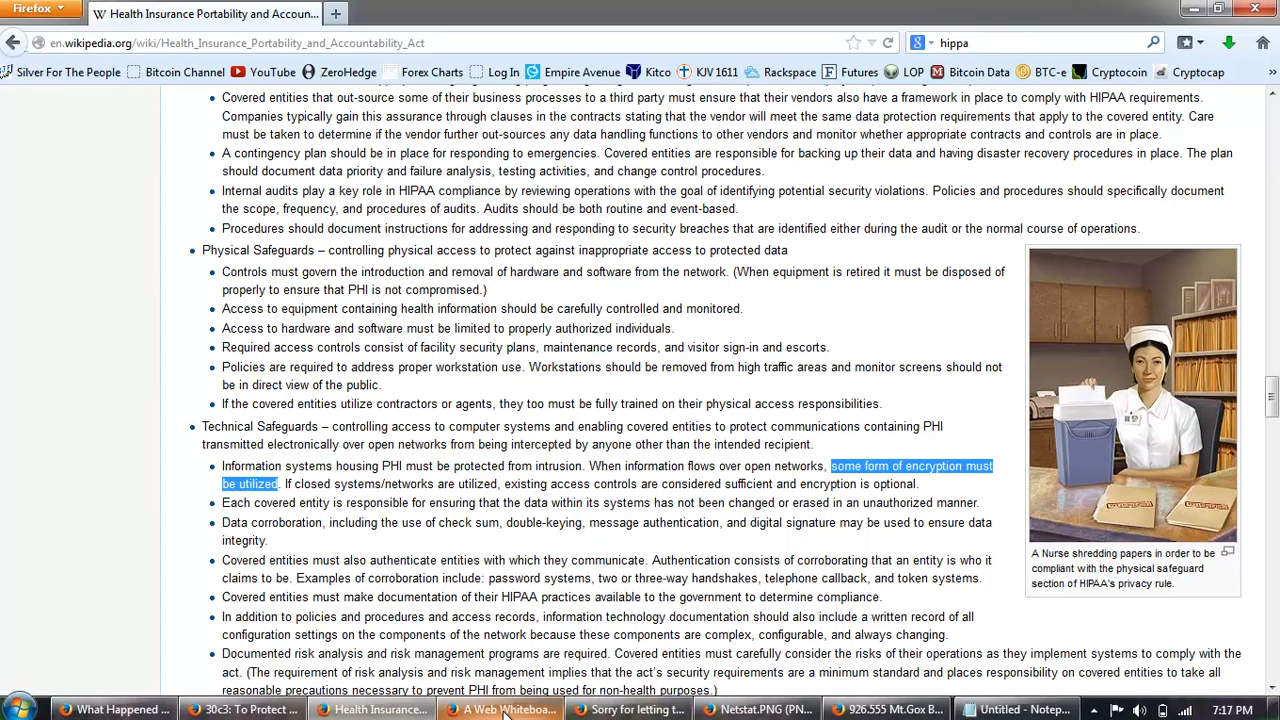 Firefox
Health Insurance Portability and Accoun...
en.wikipedia.org/wiki/Health_Insurance_Portability_and_Accountability_Act
hippa
Silver For The People Bitcoin Channel YouTube ZeroHedge Forex Charts Log In Empire Avenue Kitco KJV 1611 Rackspace Futures LOP Bitcoin Data BTC-e Cryptocoin Cryptocap
Covered entities that out-source some of their business processes to a third party must ensure that their vendors also have a framework in place to comply with HIPAA requirements.
Companies typically gain this assurance through clauses in the contracts stating that the vendor will meet the same data protection requirements that apply to the covered entity. Care
must be taken to determine if the vendor further out-sources any data handling functions to other vendors and monitor whether appropriate contracts and controls are in place.
A contingency plan should be in place for responding to emergencies. Covered entities are responsible for backing up their data and having disaster recovery procedures in place. The plan
should document data priority and failure analysis, testing activities, and change control procedures.
Internal audits play a key role in HIPAA compliance by reviewing operations with the goal of identifying potential security violations. Policies and procedures should specifically document
the scope, frequency, and procedures of audits. Audits should be both routine and event-based.
Procedures should document instructions for addressing and responding to security breaches that are identified either during the audit or the normal course of operations.
Physical Safeguards – controlling physical access to protect against inappropriate access to protected data
Controls must govern the introduction and removal of hardware and software from the network. (When equipment is retired it must be disposed of
properly to ensure that PHI is not compromised.)
Access to equipment containing health information should be carefully controlled and monitored.
Access to hardware and software must be limited to properly authorized individuals.
Required access controls consist of facility security plans, maintenance records, and visitor sign-in and escorts.
Policies are required to address proper workstation use. Workstations should be removed from high traffic areas and monitor screens should not
be in direct view of the public.
If the covered entities utilize contractors or agents, they too must be fully trained on their physical access responsibilities.
Technical Safeguards – controlling access to computer systems and enabling covered entities to protect communications containing PHI
transmitted electronically over open networks from being intercepted by anyone other than the intended recipient.
Information systems housing PHI must be protected from intrusion. When information flows over open networks, some form of encryption must
be utilized. If closed systems/networks are utilized, existing access controls are considered sufficient and encryption is optional.
Each covered entity is responsible for ensuring that the data within its systems has not been changed or erased in an unauthorized manner.
Data corroboration, including the use of check sum, double-keying, message authentication, and digital signature may be used to ensure data
integrity.
Covered entities must also authenticate entities with which they communicate. Authentication consists of corroborating that an entity is who it
claims to be. Examples of corroboration include: password systems, two or three-way handshakes, telephone callback, and token systems.
Covered entities must make documentation of their HIPAA practices available to the government to determine compliance.
In addition to policies and procedures and access records, information technology documentation should also include a written record of all
configuration settings on the components of the network because these components are complex, configurable, and always changing.
Documented risk analysis and risk management programs are required. Covered entities must carefully consider the risks of their operations as they implement systems to comply with the
act. (The requirement of risk analysis and risk management implies that the act's security requirements are a minimum standard and places responsibility on covered entities to take all
reasonable precautions necessary to prevent PHI from being used for non-health purposes.)
A Nurse shredding papers in order to be
compliant with the physical safeguard
section of HIPAA's privacy rule.
What Happened ... 30c3: To Protect ... Health Insurance... A Web Whiteboa... Sorry for letting t... Netstat.PNG (PN... 926.555 Mt.Gox B... Untitled - Notep... 7:17 PM